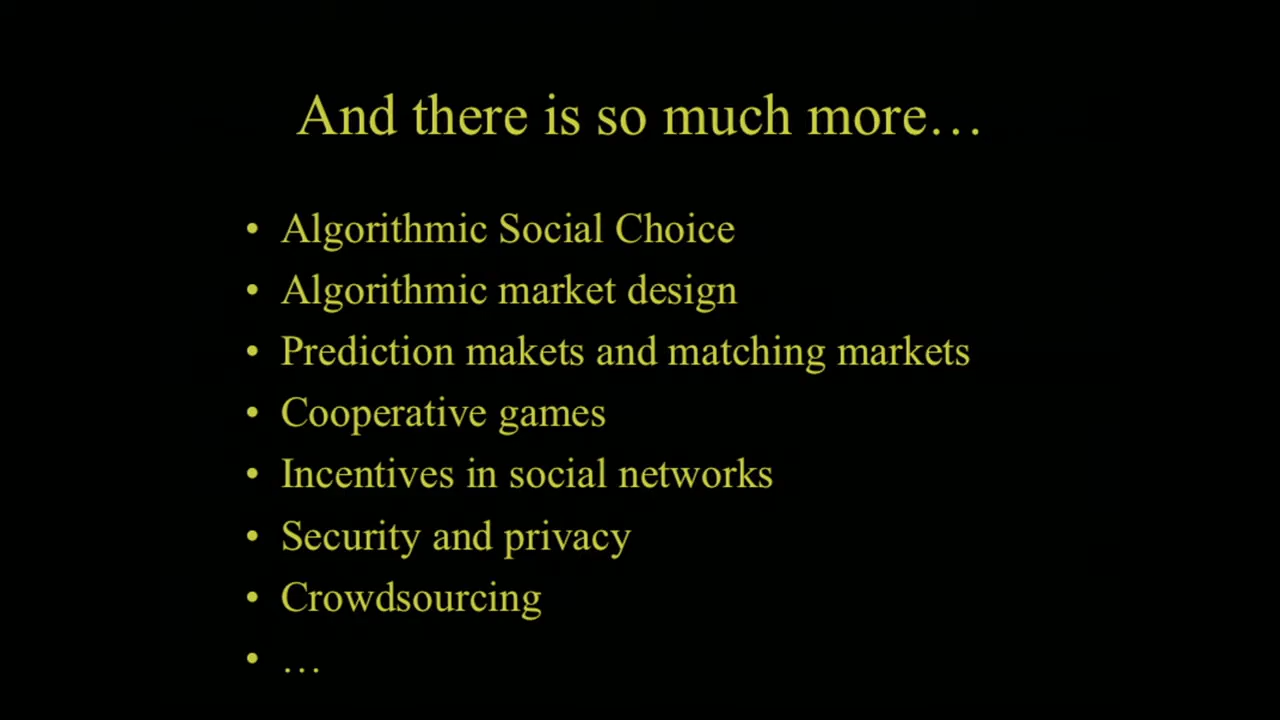 And there is so much more…
• Algorithmic Social Choice
• Algorithmic market design
• Prediction makets and matching markets
• Cooperative games
• Incentives in social networks
• Security and privacy
• Crowdsourcing
• …